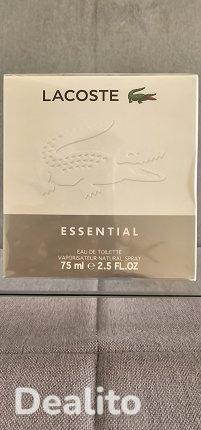 LACOSTE
ESSENTIAL
EAU DE TOILETTE
VAPORISATEUR NATURAL SPRAY
75 ml ℮ 2.5 FL.OZ
Dealito